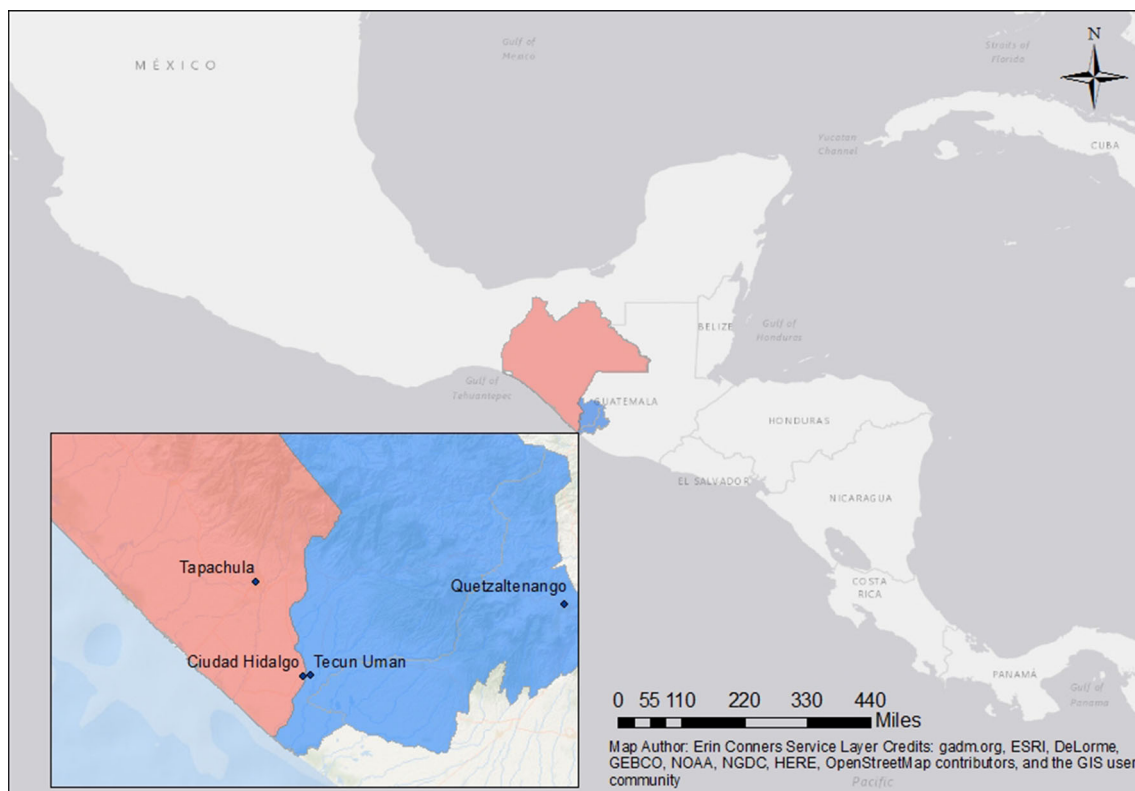 MÉXICO
Gulf of
Mexico
Straits of
Florida
N
Yucatan
Channel
CUBA
BELIZE
Gulf of
Honduras
Gulf of
Tehuantepec
GUATEMALA
HONDURAS
EL SALVADOR
NICARAGUA
COSTA
RICA
PANAMÁ
Gulf of
Panama
Tapachula
Quetzaltenango
Ciudad Hidalgo
Tecun Uman
0 55 110 220 330 440
Miles
Map Author: Erin Conners Service Layer Credits: gadm.org, ESRI, DeLorme,
GEBCO, NOAA, NGDC, HERE, OpenStreetMap contributors, and the GIS user
community
Pacific